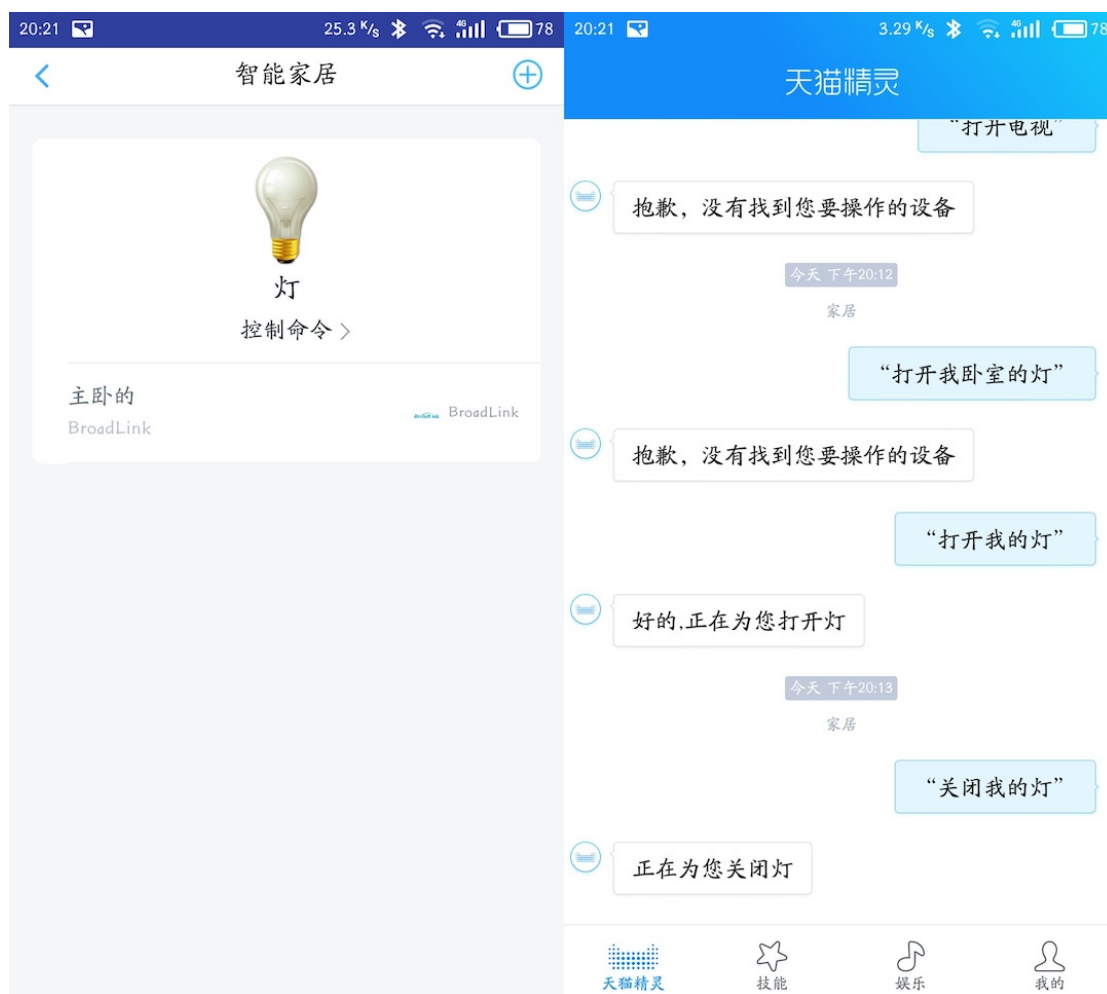 20:21
25.3 K/s
4G
78
智能家居
灯
控制命令
主卧的
BroadLink
BroadLink
20:21
3.29 K/s
4G
78
天猫精灵
“打开电视”
抱歉，没有找到您要操作的设备
今天 下午20:12
家居
“打开我卧室的灯”
抱歉，没有找到您要操作的设备
“打开我的灯”
好的,正在为您打开灯
今天 下午20:13
家居
“关闭我的灯”
正在为您关闭灯
天猫精灵 技能 娱乐 我的